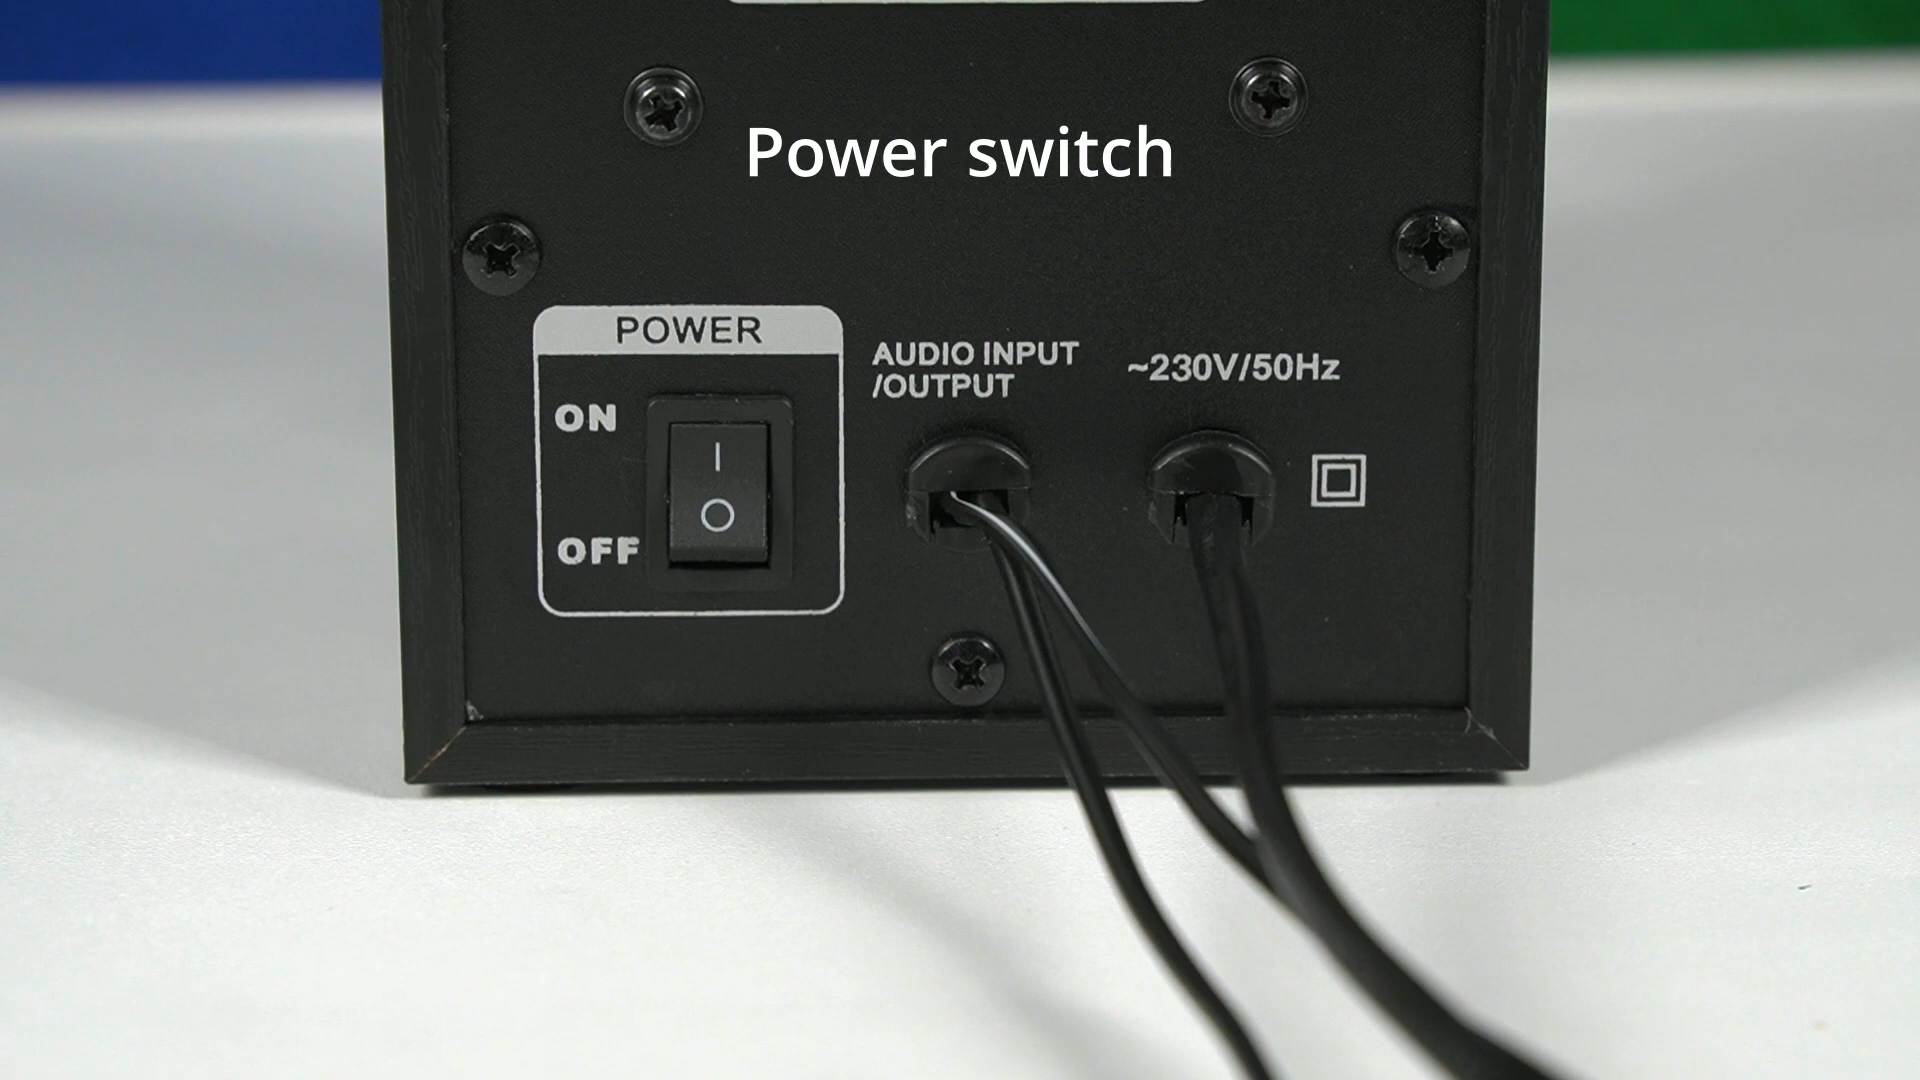 Power switch
POWER
ON
OFF
AUDIO INPUT
/OUTPUT
~230V/50Hz